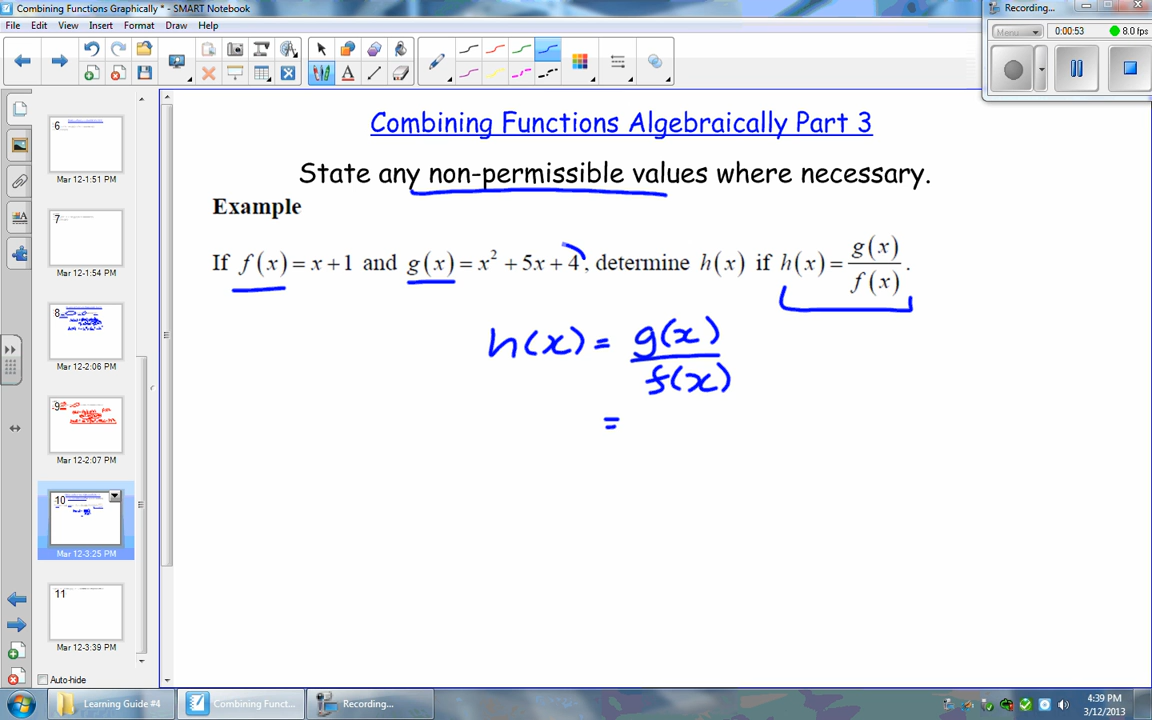 Combining Functions Graphically * - SMART Notebook
Recording...
File Edit View Insert Format Tools Add-ons Draw Help
Menu 0:00:53 8.0 fps
Combining Functions Algebraically Part 3
State any non-permissible values where necessary.
Example
If f(x) = x + 1 and g(x) = x² + 5x + 4, determine h(x) if h(x) = g(x)/f(x).
h(x) = g(x)/f(x)
=
6
Mar 12-1:51 PM
7
Mar 12-1:54 PM
8
Mar 12-2:06 PM
9
Mar 12-2:07 PM
10
Mar 12-3:25 PM
11
Mar 12-3:39 PM
Auto-hide
Learning Guide #4 Combining Funct... Recording...
4:39 PM
3/12/2013